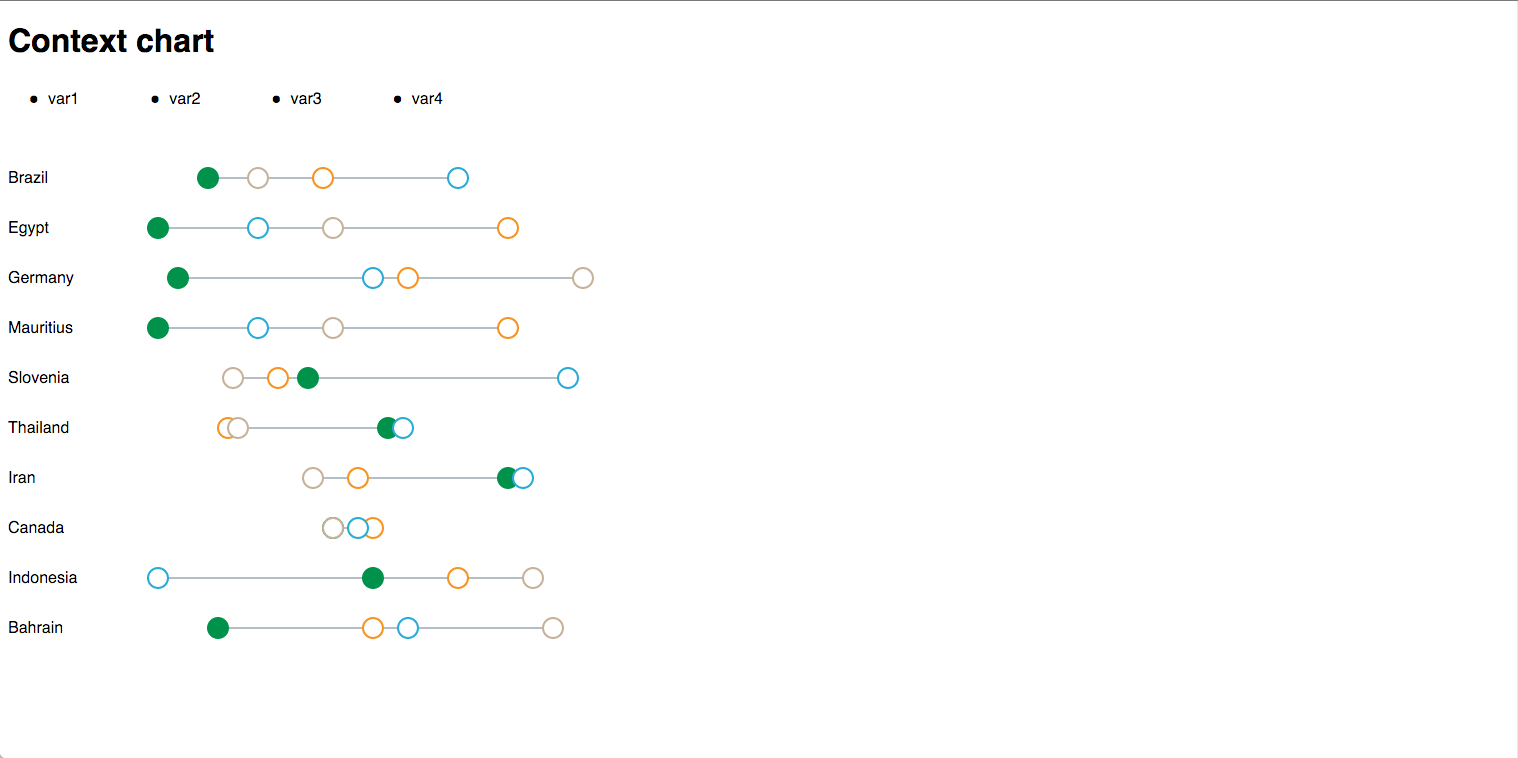 Context chart
var1 var2 var3 var4
Brazil
Egypt
Germany
Mauritius
Slovenia
Thailand
Iran
Canada
Indonesia
Bahrain